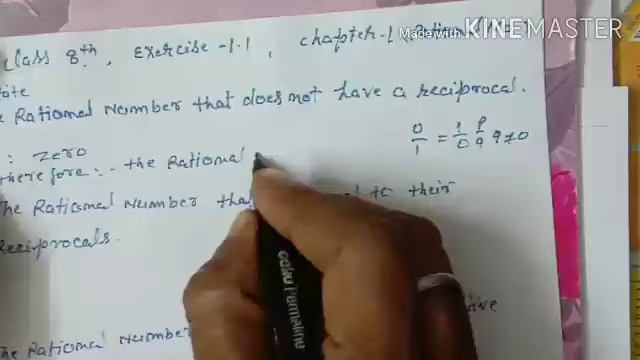 Made with KINEMASTER
Class 8th, Exercise-1.1, chapter-1
Rational Number that does not have a reciprocal.
0/1 = 1/0 p/q q≠0
: Zero
therefore :- the Rational
The Rational Number to their
Reciprocals.
the Rational Number